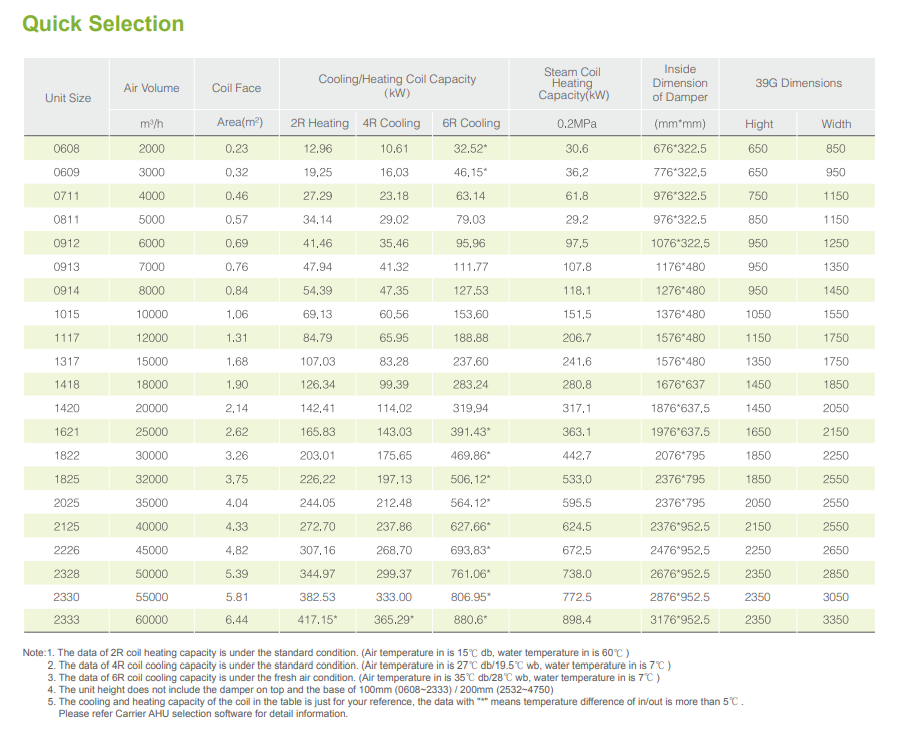 Quick Selection
Unit Size Air Volume Coil Face Cooling/Heating Coil Capacity (kW) Steam Coil Heating Capacity(kW) Inside Dimension of Damper 39G Dimensions
m³/h Area(m²) 2R Heating 4R Cooling 6R Cooling 0.2MPa (mm*mm) Hight Width
0608 2000 0.23 12.96 10.61 32.52* 30.6 676*322.5 650 850
0609 3000 0.32 19.25 16.03 46.15* 36.2 776*322.5 650 950
0711 4000 0.46 27.29 23.18 63.14 61.8 976*322.5 750 1150
0811 5000 0.57 34.14 29.02 79.03 29.2 976*322.5 850 1150
0912 6000 0.69 41.46 35.46 95.96 97.5 1076*322.5 950 1250
0913 7000 0.76 47.94 41.32 111.77 107.8 1176*480 950 1350
0914 8000 0.84 54.39 47.35 127.53 118.1 1276*480 950 1450
1015 10000 1.06 69.13 60.56 153.60 151.5 1376*480 1050 1550
1117 12000 1.31 84.79 65.95 188.88 206.7 1576*480 1150 1750
1317 15000 1.68 107.03 83.28 237.60 241.6 1576*480 1350 1750
1418 18000 1.90 126.34 99.39 283.24 280.8 1676*637 1450 1850
1420 20000 2.14 142.41 114.02 319.94 317.1 1876*637.5 1450 2050
1621 25000 2.62 165.83 143.03 391.43* 363.1 1976*637.5 1650 2150
1822 30000 3.26 203.01 175.65 469.86* 442.7 2076*795 1850 2250
1825 32000 3.75 226.22 197.13 506.12* 533.0 2376*795 1850 2550
2025 35000 4.04 244.05 212.48 564.12* 595.5 2376*795 2050 2550
2125 40000 4.33 272.70 237.86 627.66* 624.5 2376*952.5 2150 2550
2226 45000 4.82 307.16 268.70 693.83* 672.5 2476*952.5 2250 2650
2328 50000 5.39 344.97 299.37 761.06* 738.0 2676*952.5 2350 2850
2330 55000 5.81 382.53 333.00 806.95* 772.5 2876*952.5 2350 3050
2333 60000 6.44 417.15* 365.29* 880.6* 898.4 3176*952.5 2350 3350
Note:1. The data of 2R coil heating capacity is under the standard condition. (Air temperature in is 15℃ db, water temperature in is 60℃ )
2. The data of 4R coil cooling capacity is under the standard condition. (Air temperature in is 27℃ db/19.5℃ wb, water temperature in is 7℃ )
3. The data of 6R coil cooling capacity is under the fresh air condition. (Air temperature in is 35℃ db/28℃ wb, water temperature in is 7℃ )
4. The unit height does not include the damper on top and the base of 100mm (0608~2333) / 200mm (2532~4750)
5. The cooling and heating capacity of the coil in the table is just for your reference, the data with "*" means temperature difference of in/out is more than 5℃ .
Please refer Carrier AHU selection software for detail information.